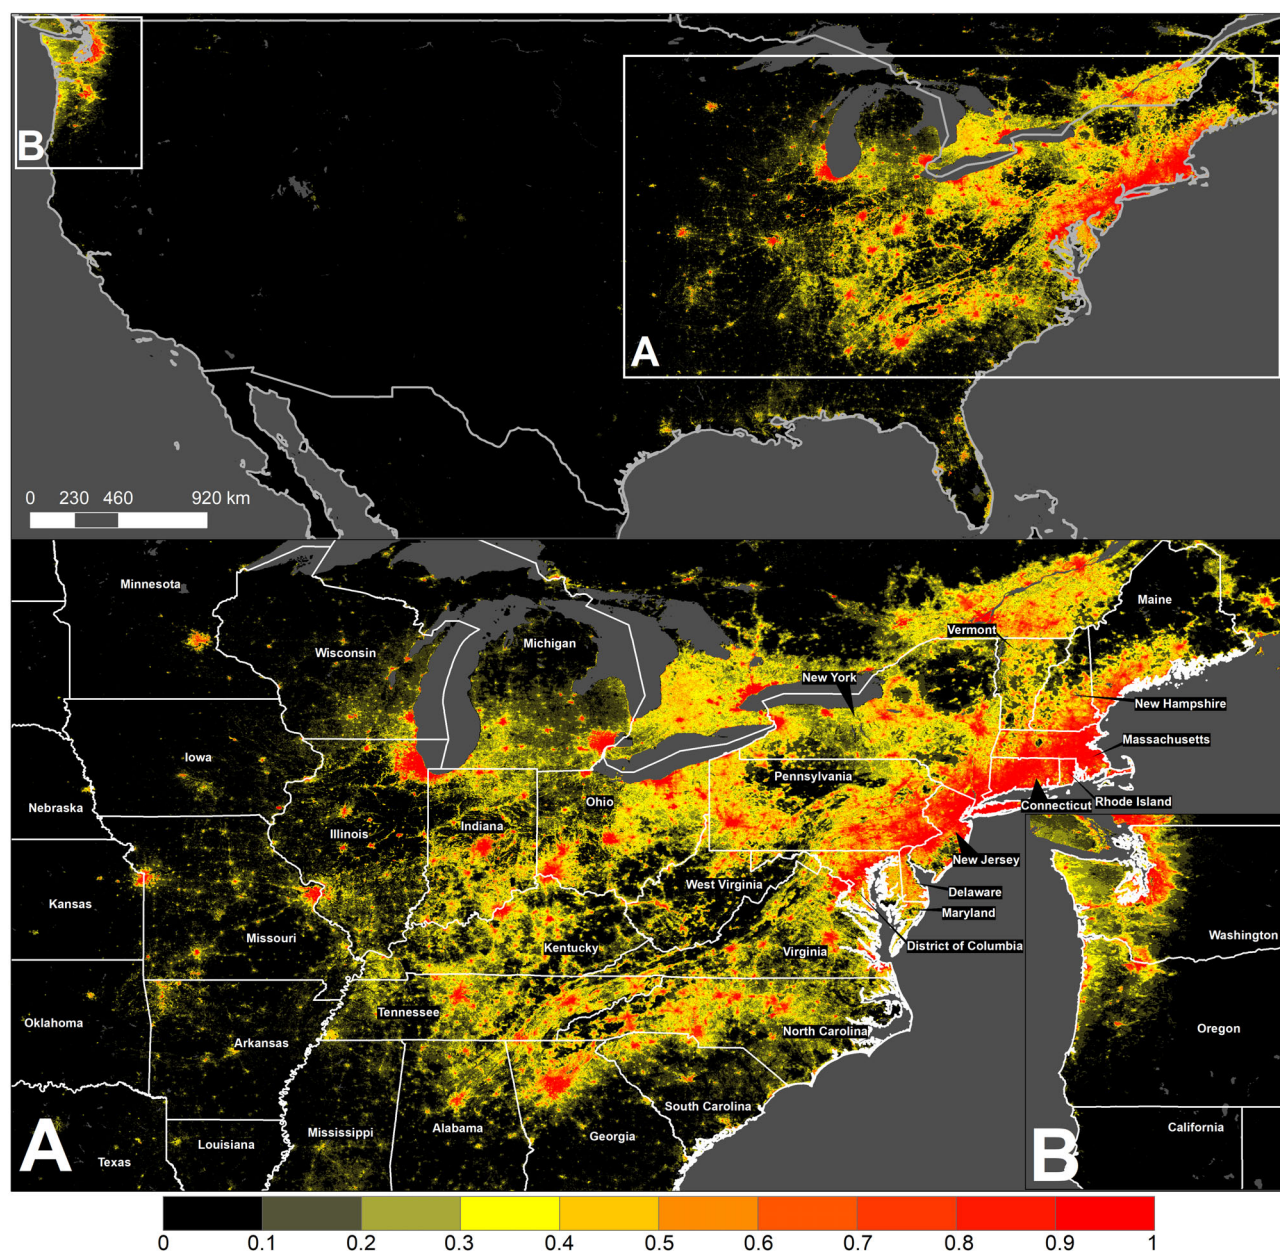 B
A
0 230 460 920 km
Minnesota
Maine
Wisconsin
Michigan
Vermont
New York
New Hampshire
Massachusetts
Iowa
Pennsylvania
Nebraska
Ohio
Connecticut
Rhode Island
Illinois
Indiana
New Jersey
West Virginia
Delaware
Kansas
Maryland
Missouri
Kentucky
Virginia
District of Columbia
Washington
Tennessee
Oklahoma
North Carolina
Oregon
Arkansas
South Carolina
Mississippi
Alabama
Georgia
California
Louisiana
Texas
A
B
0 0.1 0.2 0.3 0.4 0.5 0.6 0.7 0.8 0.9 1